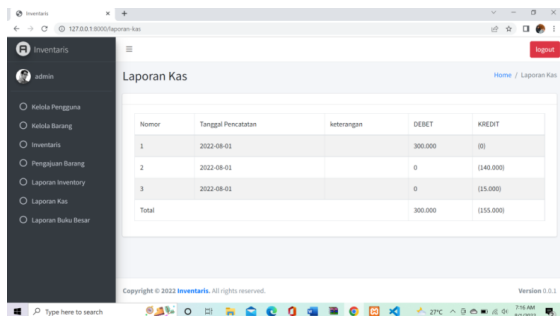 Inventaris
127.0.0.1:8000/laporan-kas
Inventaris
logout
admin
Laporan Kas
Home / Laporan Kas
Kelola Pengguna
Kelola Barang
Inventaris
Pengajuan Barang
Laporan Inventory
Laporan Kas
Laporan Buku Besar
Nomor Tanggal Pencatatan keterangan DEBET KREDIT
1 2022-08-01 300.000 (0)
2 2022-08-01 0 (140.000)
3 2022-08-01 0 (15.000)
Total 300.000 (155.000)
Copyright © 2022 Inventaris. All rights reserved.
Version 0.0.1
Type here to search
27°C
7:16 AM